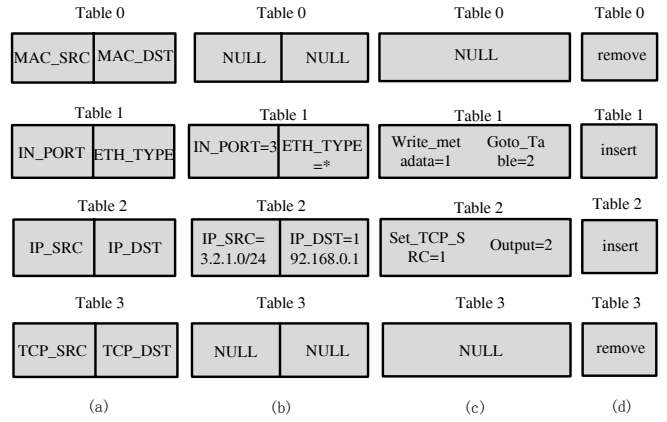 Table 0 Table 0 Table 0 Table 0
MAC_SRC MAC_DST NULL NULL NULL remove
Table 1 Table 1 Table 1 Table 1
IN_PORT ETH_TYPE IN_PORT=3 ETH_TYPE
=*
Write_met
adata=1
Goto_Ta
ble=2
insert
Table 2 Table 2 Table 2 Table 2
IP_SRC IP_DST IP_SRC=
3.2.1.0/24
IP_DST=1
92.168.0.1
Set_TCP_S
RC=1
Output=2 insert
Table 3 Table 3 Table 3 Table 3
TCP_SRC TCP_DST NULL NULL NULL remove
(a) (b) (c) (d)